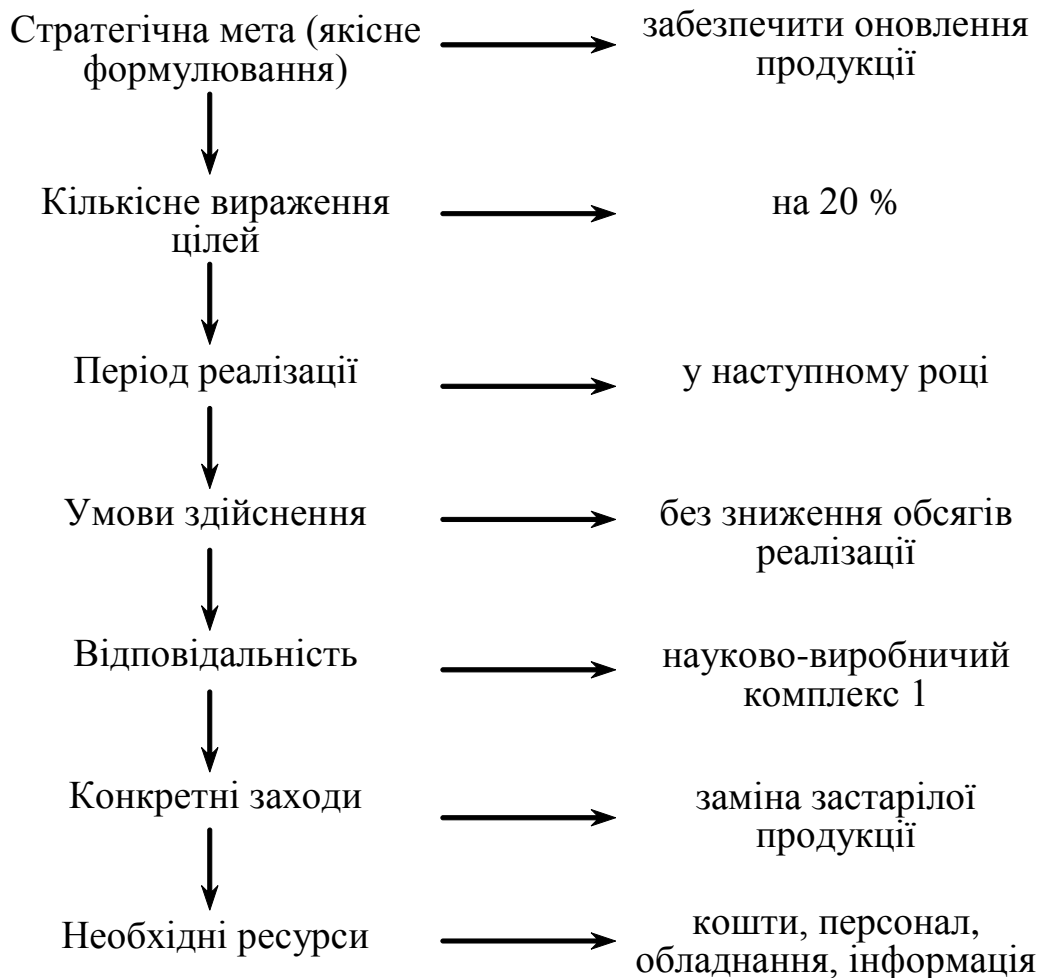 Стратегічна мета (якісне
формулювання)
забезпечити оновлення
продукції
Кількісне вираження
цілей
на 20 %
Період реалізації
у наступному році
Умови здійснення
без зниження обсягів
реалізації
Відповідальність
науково-виробничий
комплекс 1
Конкретні заходи
заміна застарілої
продукції
Необхідні ресурси
кошти, персонал,
обладнання, інформація